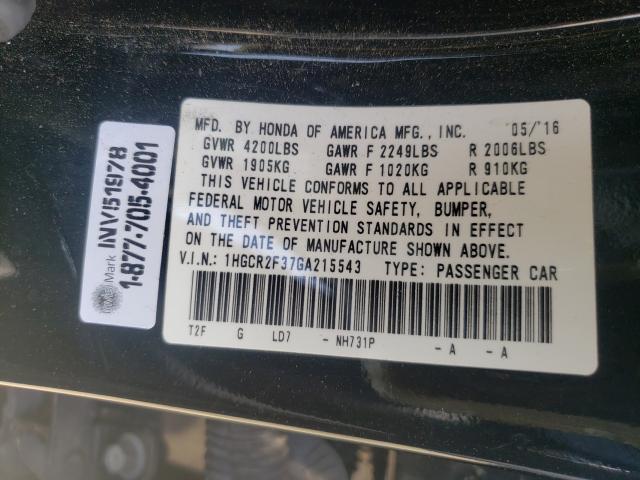 MFD. BY HONDA OF AMERICA MFG., INC. 05/'16
GVWR 4200LBS GAWR F 2249LBS R 2006LBS
GVWR 1905KG GAWR F 1020KG R 910KG
THIS VEHICLE CONFORMS TO ALL APPLICABLE
FEDERAL MOTOR VEHICLE SAFETY, BUMPER,
AND THEFT PREVENTION STANDARDS IN EFFECT
ON THE DATE OF MANUFACTURE SHOWN ABOVE.
V.I.N.: 1HGCR2F37GA215543 TYPE: PASSENGER CAR
T2F G LD7 - NH731P - A - A
Mark
INV151978
1-877-705-4001